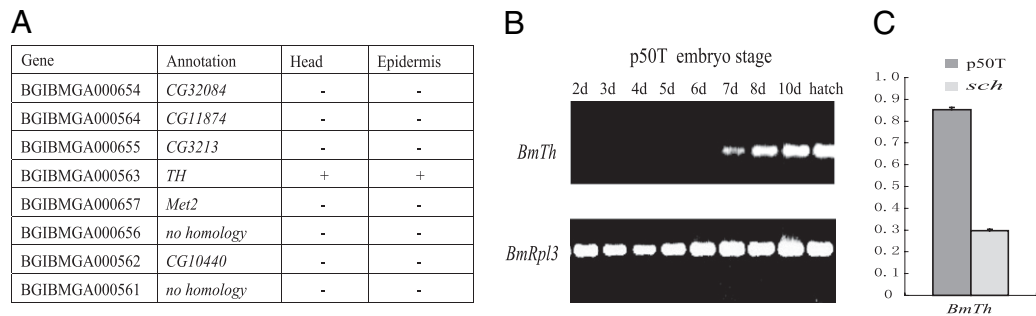 A
Gene Annotation Head Epidermis
BGIBMGA000654 CG32084 - -
BGIBMGA000564 CG11874 - -
BGIBMGA000655 CG3213 - -
BGIBMGA000563 TH + +
BGIBMGA000657 Met2 - -
BGIBMGA000656 no homology - -
BGIBMGA000562 CG10440 - -
BGIBMGA000561 no homology - -
B
p50T embryo stage
2d 3d 4d 5d 6d 7d 8d 10d hatch
BmTh
BmRpl3
C
p50T
sch
1.0
0.9
0.8
0.7
0.6
0.5
0.4
0.3
0.2
0.1
0
BmTh